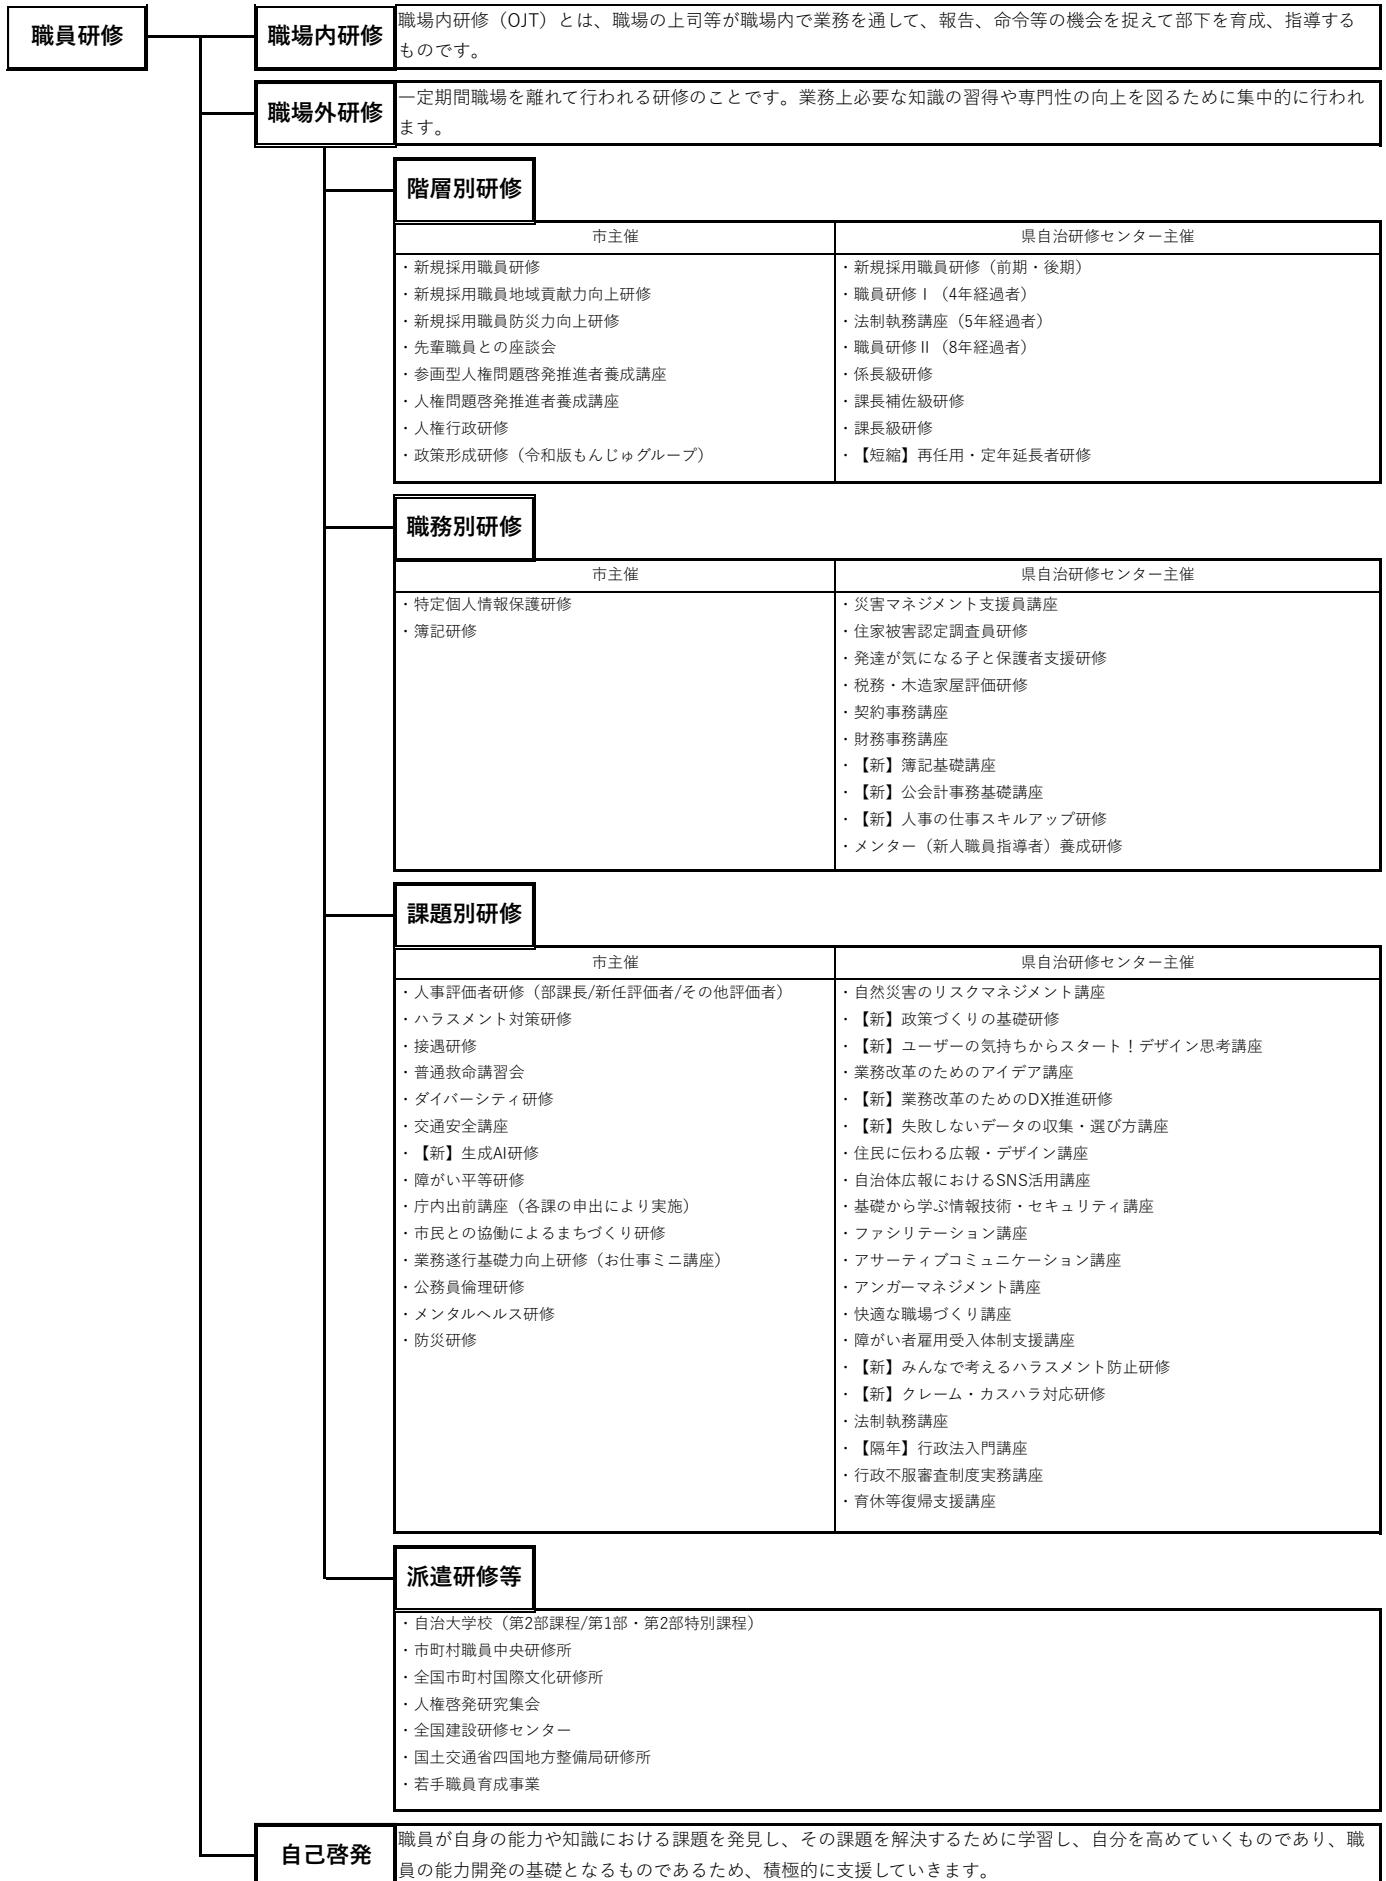 職員研修
職場内研修
職場内研修（OJT）とは、職場の上司等が職場内で業務を通して、報告、命令等の機会を捉えて部下を育成、指導する
ものです。
職場外研修
一定期間職場を離れて行われる研修のことです。業務上必要な知識の習得や専門性の向上を図るために集中的に行われ
ます。
階層別研修
市主催
・新規採用職員研修
・新規採用職員地域貢献力向上研修
・新規採用職員防災力向上研修
・先輩職員との座談会
・参画型人権問題啓発推進者養成講座
・人権問題啓発推進者養成講座
・人権行政研修
・政策形成研修（令和版もんじゅグループ）
県自治研修センター主催
・新規採用職員研修（前期・後期）
・職員研修Ⅰ（4年経過者）
・法制執務講座（5年経過者）
・職員研修Ⅱ（8年経過者）
・係長級研修
・課長補佐級研修
・課長級研修
・【短縮】再任用・定年延長者研修
職務別研修
市主催
・特定個人情報保護研修
・簿記研修
県自治研修センター主催
・災害マネジメント支援員講座
・住家被害認定調査員研修
・発達が気になる子と保護者支援研修
・税務・木造家屋評価研修
・契約事務講座
・財務事務講座
・【新】簿記基礎講座
・【新】公会計事務基礎講座
・【新】人事の仕事スキルアップ研修
・メンター（新人職員指導者）養成研修
課題別研修
市主催
・人事評価者研修（部課長/新任評価者/その他評価者）
・ハラスメント対策研修
・接遇研修
・普通救命講習会
・ダイバーシティ研修
・交通安全講座
・【新】生成AI研修
・障がい平等研修
・庁内出前講座（各課の申出により実施）
・市民との協働によるまちづくり研修
・業務遂行基礎力向上研修（お仕事ミニ講座）
・公務員倫理研修
・メンタルヘルス研修
・防災研修
県自治研修センター主催
・自然災害のリスクマネジメント講座
・【新】政策づくりの基礎研修
・【新】ユーザーの気持ちからスタート！デザイン思考講座
・業務改革のためのアイデア講座
・【新】業務改革のためのDX推進研修
・【新】失敗しないデータの収集・選び方講座
・住民に伝わる広報・デザイン講座
・自治体広報におけるSNS活用講座
・基礎から学ぶ情報技術・セキュリティ講座
・ファシリテーション講座
・アサーティブコミュニケーション講座
・アンガーマネジメント講座
・快適な職場づくり講座
・障がい者雇用受入体制支援講座
・【新】みんなで考えるハラスメント防止研修
・【新】クレーム・カスハラ対応研修
・法制執務講座
・【隔年】行政法入門講座
・行政不服審査制度実務講座
・育休等復帰支援講座
派遣研修等
・自治大学校（第2部課程/第1部・第2部特別課程）
・市町村職員中央研修所
・全国市町村国際文化研修所
・人権啓発研究集会
・全国建設研修センター
・国土交通省四国地方整備局研修所
・若手職員育成事業
自己啓発
職員が自身の能力や知識における課題を発見し、その課題を解決するために学習し、自分を高めていくものであり、職
員の能力開発の基礎となるものであるため、積極的に支援していきます。